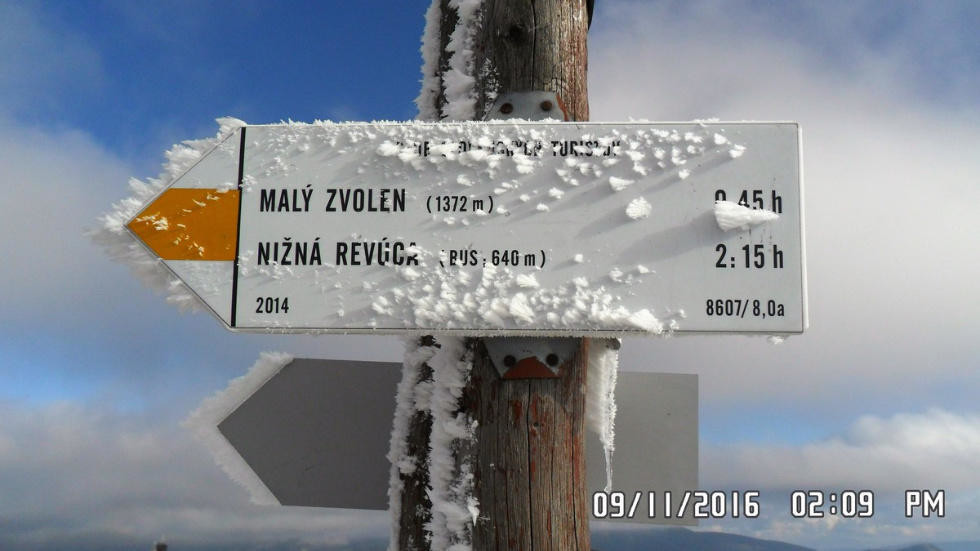 TURISTOV
MALÝ ZVOLEN (1372 m) 0.45 h
NIŽNÁ REVÚCA (BUS: 640 m) 2:15 h
2014 8607/8,0a
09/11/2016 02:09 PM